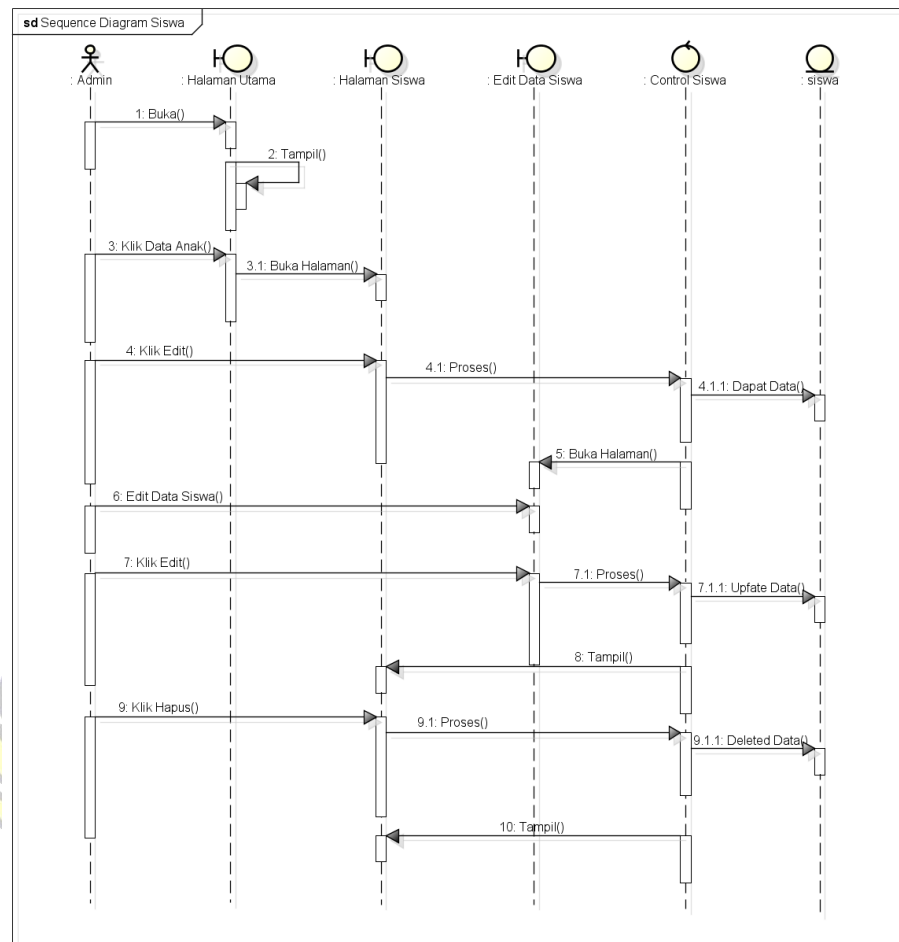 sd Sequence Diagram Siswa
: Admin
: Halaman Utama
: Halaman Siswa
: Edit Data Siswa
: Control Siswa
: siswa
1: Buka()
2: Tampil()
3: Klik Data Anak()
3.1: Buka Halaman()
4: Klik Edit()
4.1: Proses()
4.1.1: Dapat Data()
5: Buka Halaman()
6: Edit Data Siswa()
7: Klik Edit()
7.1: Proses()
7.1.1: Upfate Data()
8: Tampil()
9: Klik Hapus()
9.1: Proses()
9.1.1: Deleted Data()
10: Tampil()